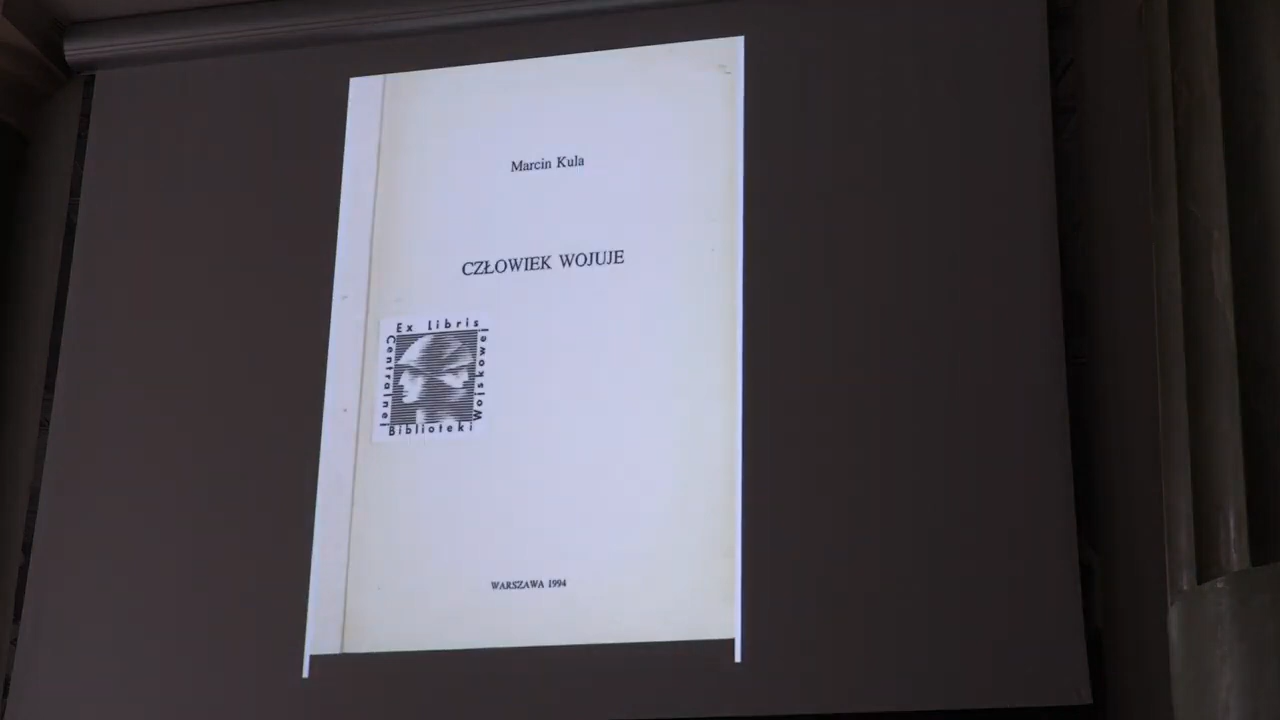 Marcin Kula
CZŁOWIEK WOJUJE
Ex Libris
Centralnej
Wojskowej
Biblioteki
WARSZAWA 1994